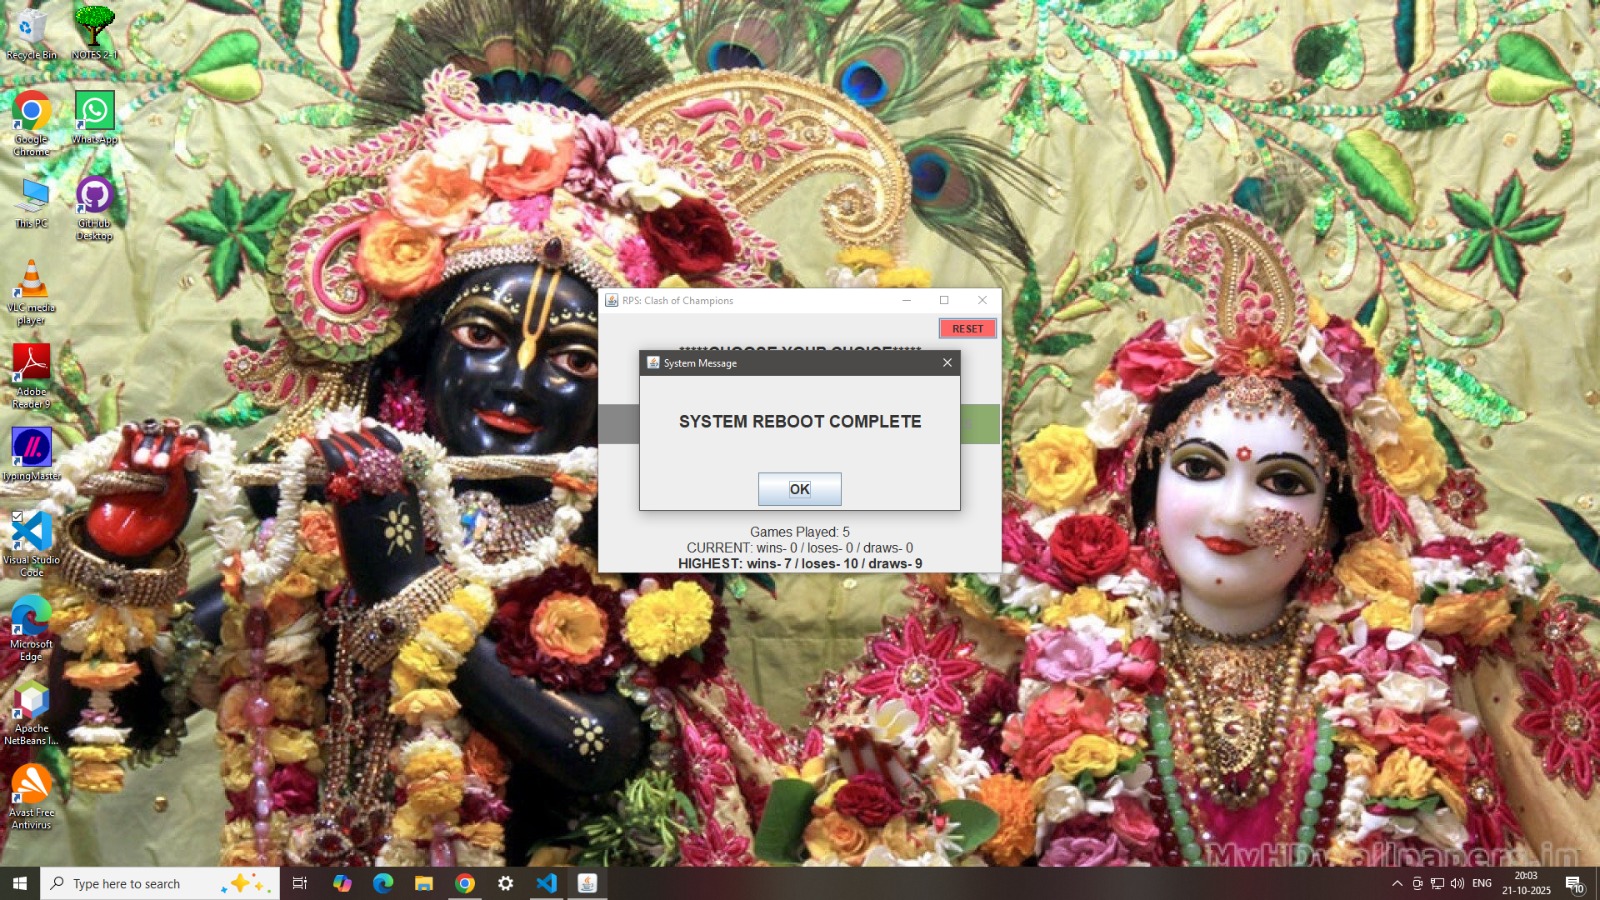 Recycle Bin
NOTES 2-1
Google
Chrome
WhatsApp
This PC
GitHub
Desktop
VLC media
player
Adobe
Reader 9
TypingMaster
Visual Studio
Code
Microsoft
Edge
Apache
NetBeans I...
Avast Free
Antivirus
RPS: Clash of Champions
RESET
*****CHOOSE YOUR CHOICE*****
System Message
SYSTEM REBOOT COMPLETE
OK
Games Played: 5
CURRENT: wins- 0 / loses- 0 / draws- 0
HIGHEST: wins- 7 / loses- 10 / draws- 9
MyHDwallpapers.in
Type here to search
ENG
20:03
21-10-2025
10